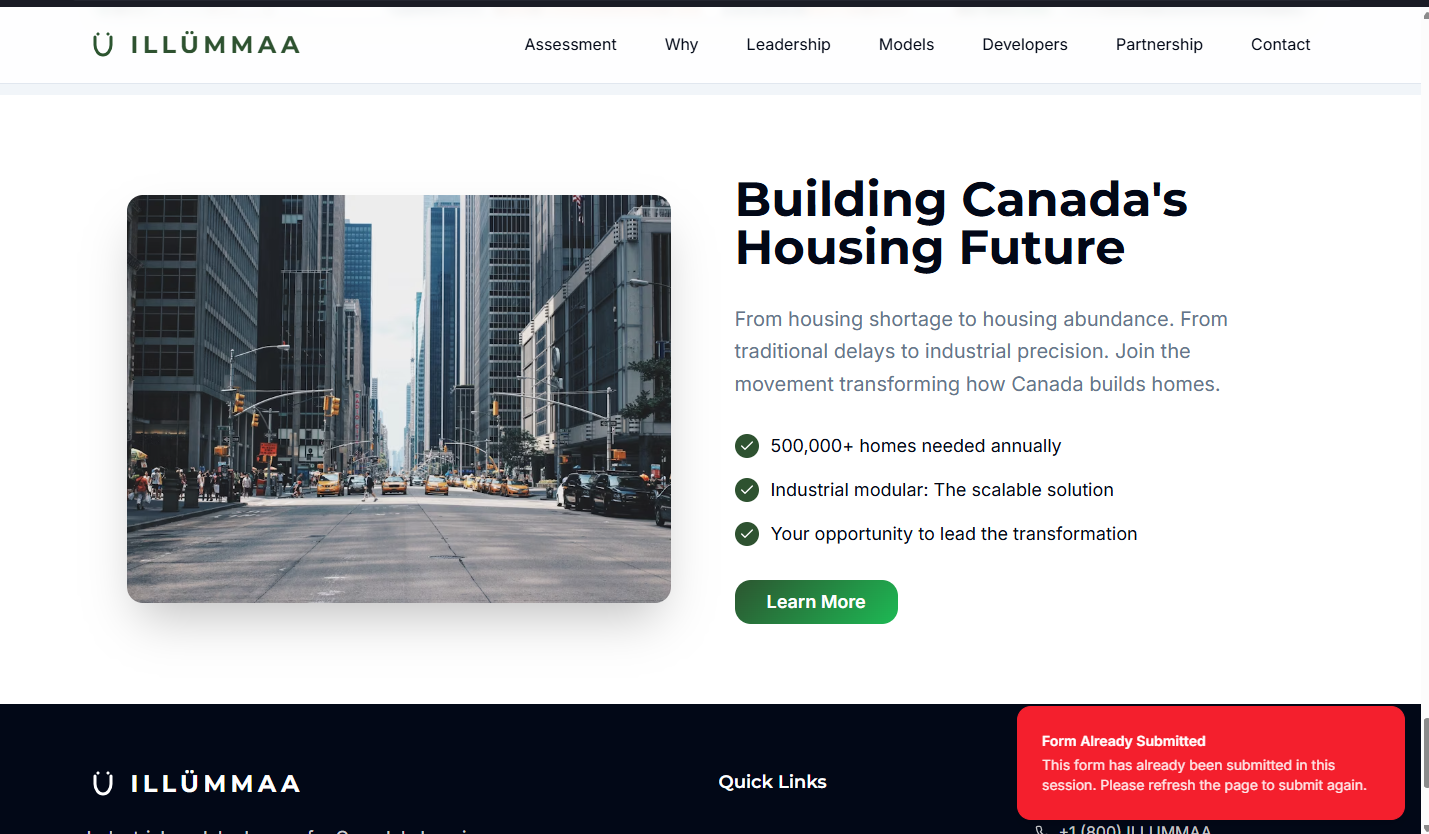 ILLÜMMAA
Assessment
Why
Leadership
Models
Developers
Partnership
Contact
Building Canada's
Housing Future
From housing shortage to housing abundance. From
traditional delays to industrial precision. Join the
movement transforming how Canada builds homes.
500,000+ homes needed annually
Industrial modular: The scalable solution
Your opportunity to lead the transformation
Learn More
ILLÜMMAA
Quick Links
Form Already Submitted
This form has already been submitted in this
session. Please refresh the page to submit again.
+1 (800) ILLUMMAA